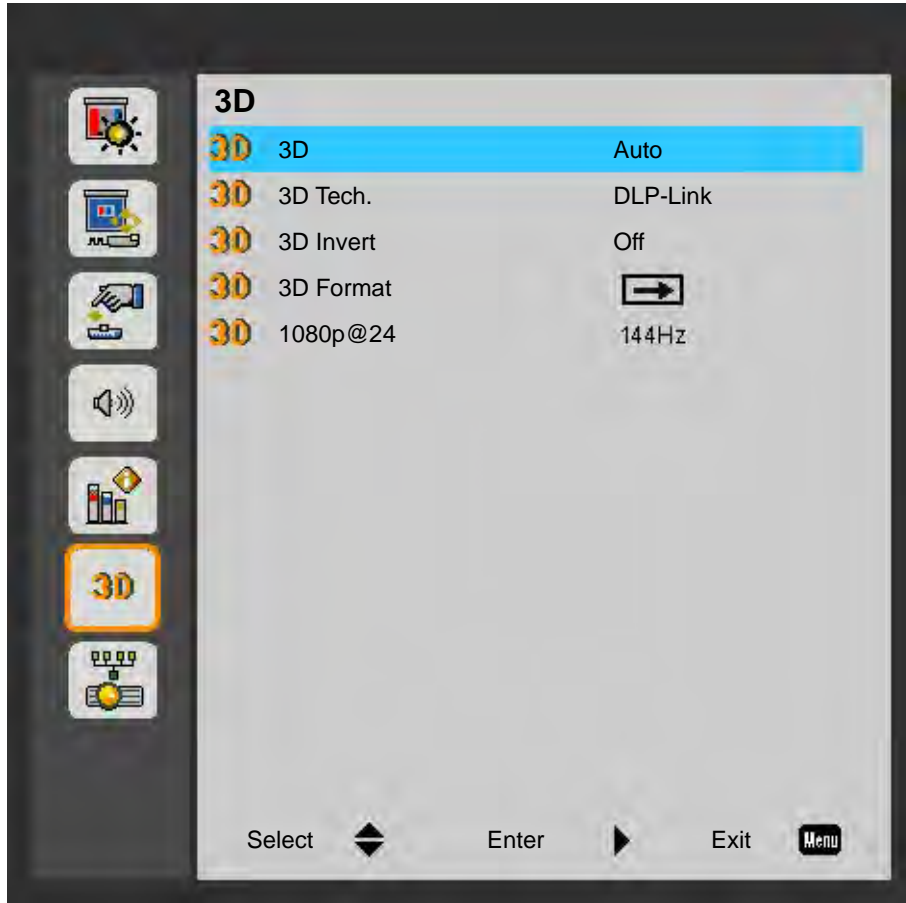 3D
3D 3D Auto
3D 3D Tech. DLP-Link
3D 3D Invert Off
3D 3D Format
3D 1080p@24 144Hz
3D
Select Enter Exit Menu